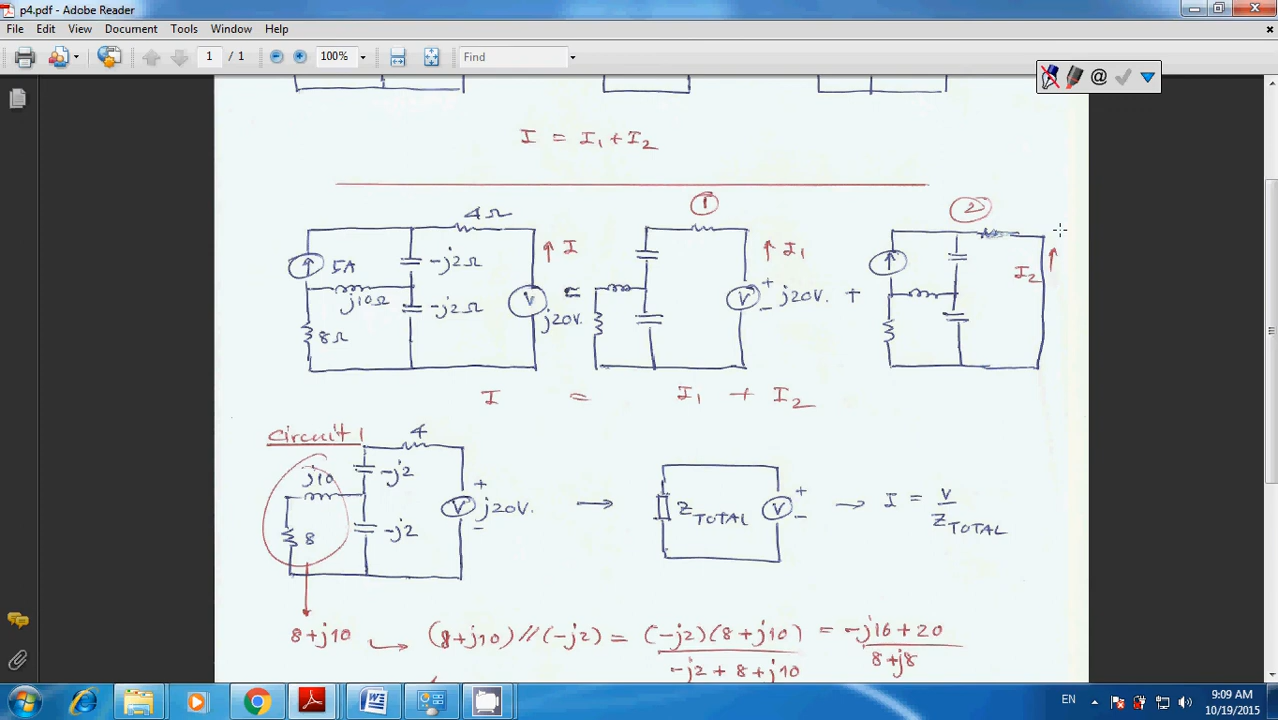 p4.pdf - Adobe Reader
File Edit View Document Tools Window Help
1 / 1 100% Find
I = I₁ + I₂
① ②
4Ω
5A -j2Ω ↑ I ↑ I₁ I₂ ↑
j10Ω -j2Ω V j20V. = V + - j20V. +
8Ω
I = I₁ + I₂
Circuit 1
4
j10 -j2
8 -j2 V + - j20V. → Z TOTAL V + - → I = V / Z TOTAL
8+j10 → (8+j10)//(-j2) = (-j2)(8+j10) / -j2 + 8 + j10 = -j16 + 20 / 8+j8
EN 9:09 AM
10/19/2015